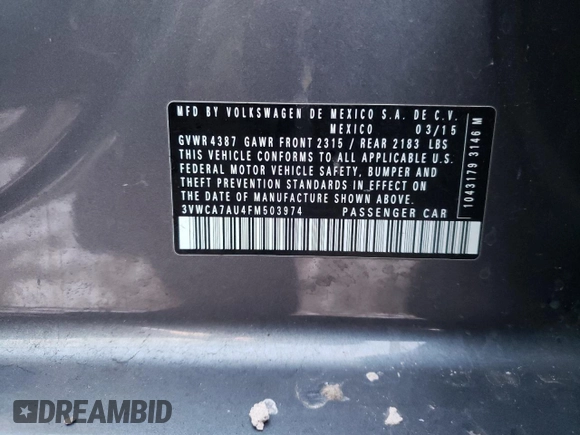 MFD BY VOLKSWAGEN DE MEXICO S.A. DE C.V.
MEXICO 03/15
GVWR 4387 GAWR FRONT 2315 / REAR 2183 LBS
THIS VEHICLE CONFORMS TO ALL APPLICABLE U.S.
FEDERAL MOTOR VEHICLE SAFETY, BUMPER AND
THEFT PREVENTION STANDARDS IN EFFECT ON
THE DATE OF MANUFACTURE SHOWN ABOVE.
3VWCA7AU4FM503974 PASSENGER CAR
1043179 3146 M
DREAMBID